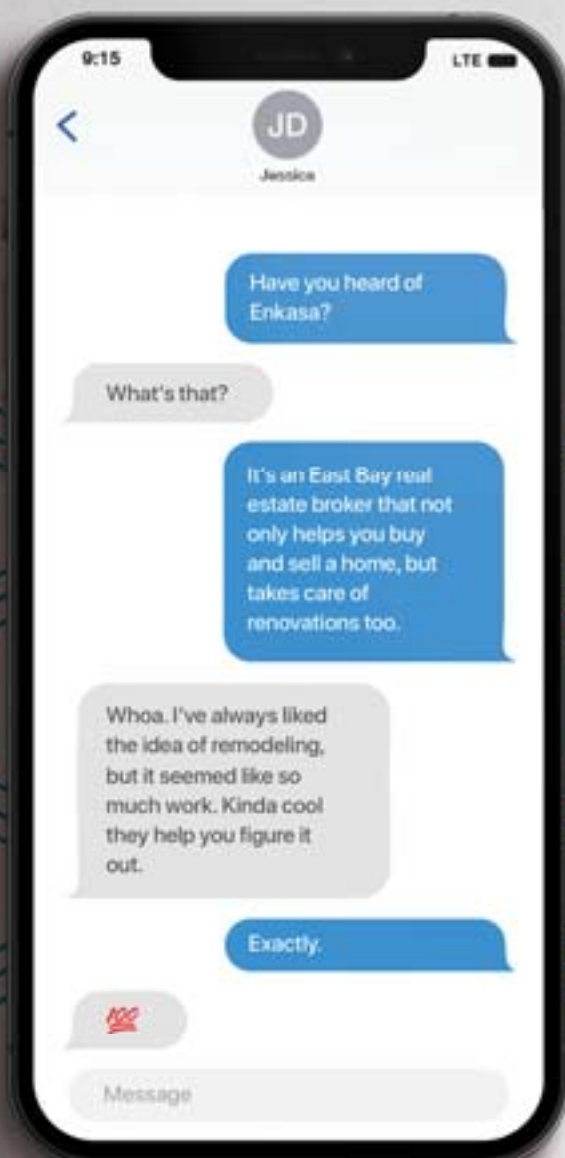 9:15
LTE
JD
Jessica
Have you heard of
Enkasa?
What's that?
It's an East Bay real
estate broker that not
only helps you buy
and sell a home, but
takes care of
renovations too.
Whoa. I've always liked
the idea of remodeling,
but it seemed like so
much work. Kinda cool
they help you figure it
out.
Exactly.
💯
Message